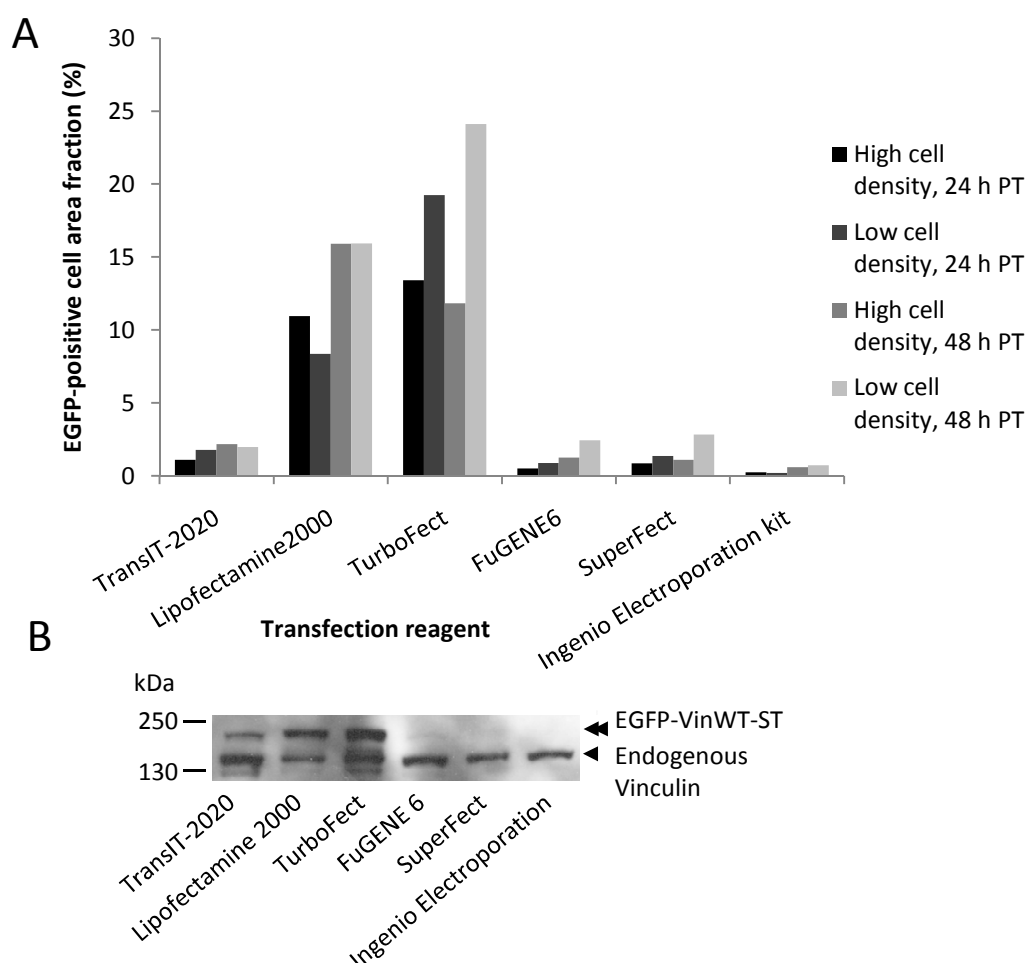 A
EGFP-poisitive cell area fraction (%)
30
25
20
15
10
5
0
High cell
density, 24 h PT
Low cell
density, 24 h PT
High cell
density, 48 h PT
Low cell
density, 48 h PT
TransIT-2020
Lipofectamine2000
TurboFect
FuGENE6
SuperFect
Ingenio Electroporation kit
Transfection reagent
B
kDa
250
130
EGFP-VinWT-ST
Endogenous
Vinculin
TransIT-2020
Lipofectamine 2000
TurboFect
FuGENE 6
SuperFect
Ingenio Electroporation